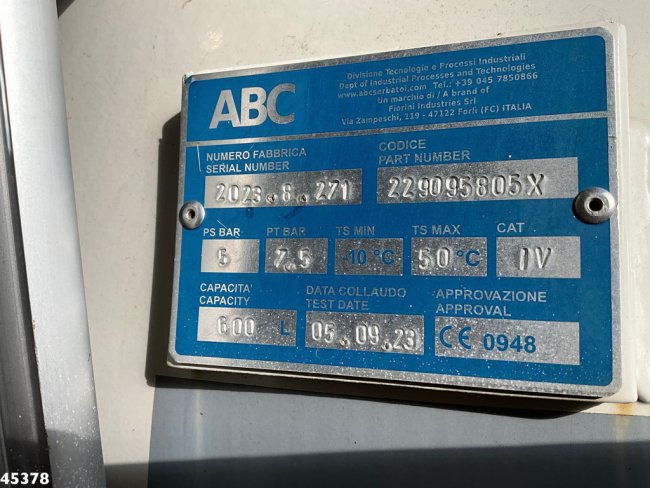 ABC
Divisione Tecnologie e Processi Industriali
Dept of Industrial Processes and Technologies
www.abcserbatoi.com Tel.: +39 045 7850866
Un marchio di / A brand of
Fiorini Industries Srl
Via Zampeschi, 119 - 47122 Forlì (FC) ITALIA
NUMERO FABBRICA
SERIAL NUMBER
2023.8.271
CODICE
PART NUMBER
229095805X
PS BAR
PT BAR
TS MIN
TS MAX
CAT
5
7.5
-10 °C
50 °C
IV
CAPACITA'
CAPACITY
600 L
DATA COLLAUDO
TEST DATE
05.09.23
APPROVAZIONE
APPROVAL
CE 0948
45378